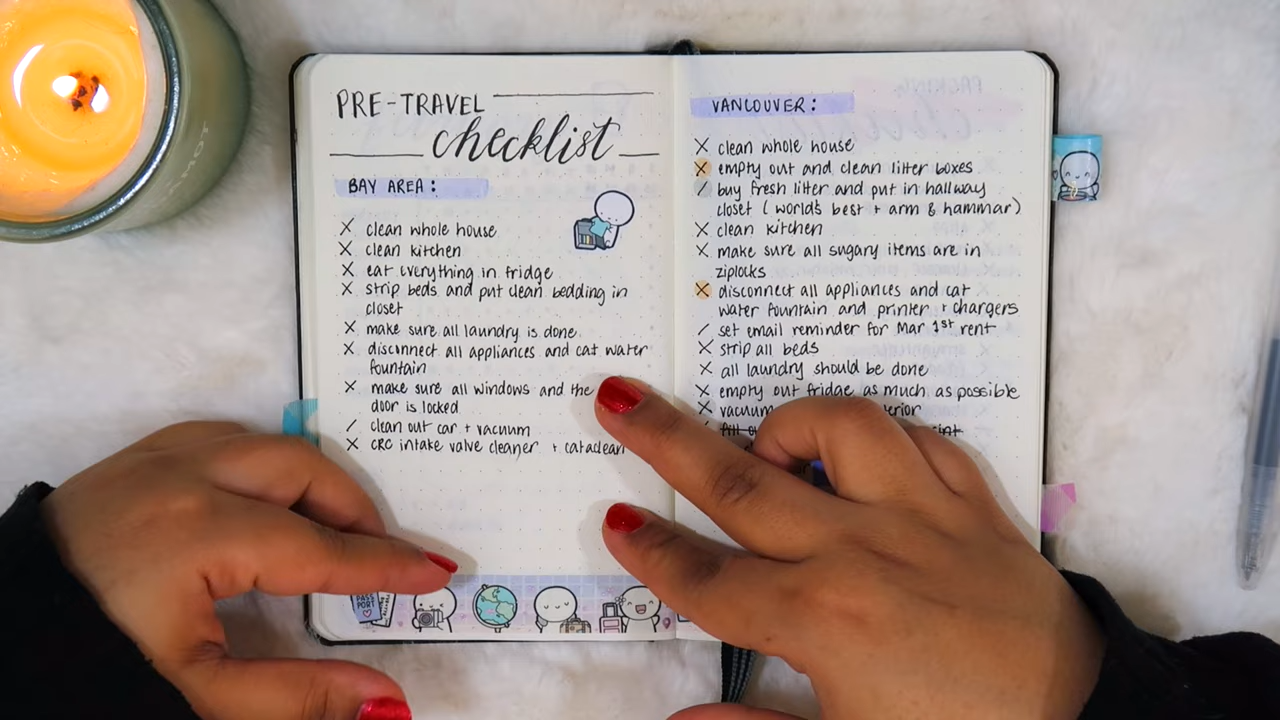 PRE-TRAVEL
checklist
BAY AREA:
X clean whole house
X clean kitchen
X eat everything in fridge
X strip beds and put clean bedding in
closet
X make sure all laundry is done
X disconnect all appliances and cat water
fountain
X make sure all windows and the
door is locked
/ clean out car + vacuum
X CRC intake valve cleaner + cataclean
PASS
PORT
VANCOUVER:
X clean whole house
X empty out and clean litter boxes
/ buy fresh litter and put in hallway
closet (world's best + arm & hammar)
X clean kitchen
X make sure all sugary items are in
ziplocks
X disconnect all appliances and cat
water fountain and printer + chargers
/ set email reminder for Mar 1st rent
X strip all beds
X all laundry should be done
X empty out fridge as much as possible
X vacuum
/ fill